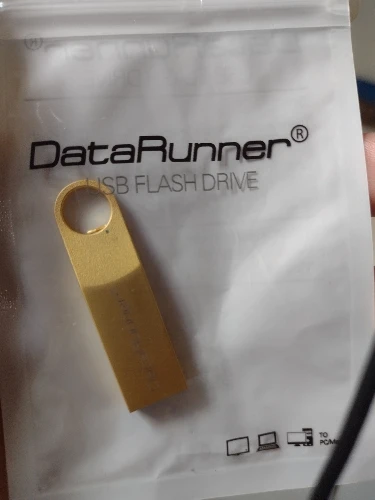 DataRunner®
USB FLASH DRIVE
TO
PC/Mac